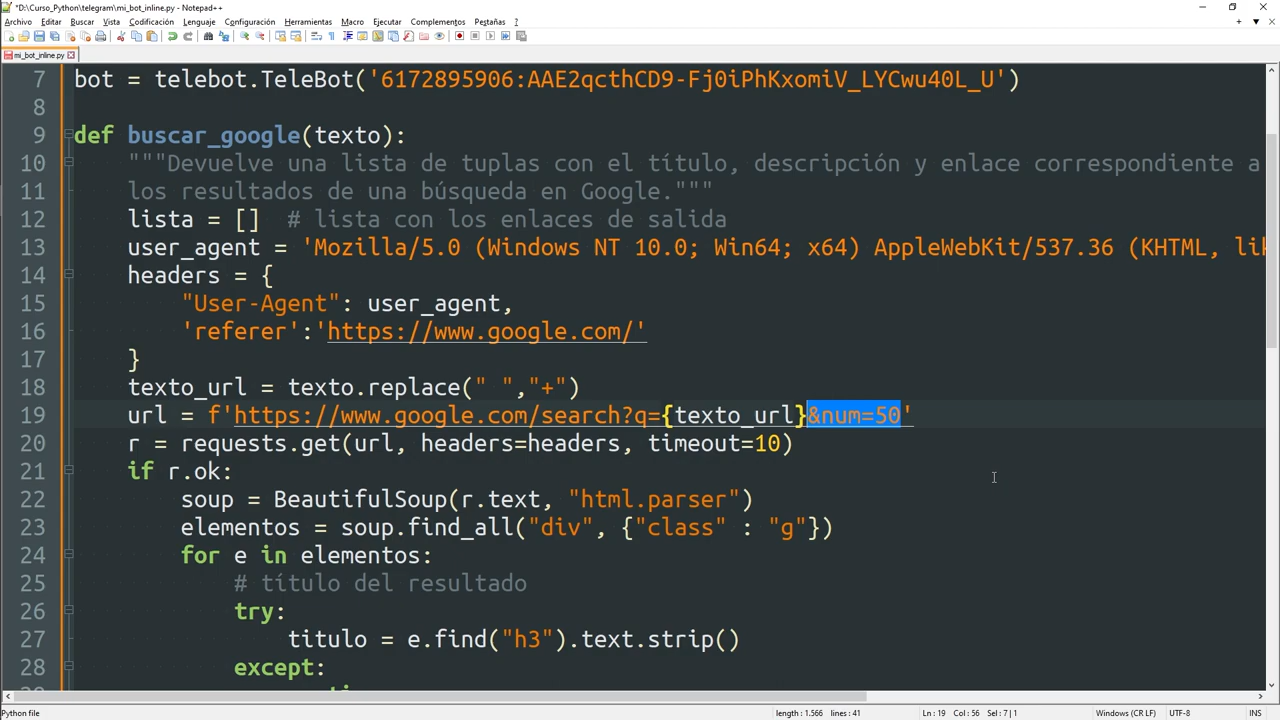 *D:\Curso_Python\telegram\mi_bot_inline.py - Notepad++
Archivo Editar Buscar Vista Codificación Lenguaje Configuración Herramientas Macro Ejecutar Complementos Pestañas ?
mi_bot_inline.py
7 bot = telebot.TeleBot('6172895906:AAE2qcthCD9-Fj0iPhKxomiV_LYCwu40L_U')
8
9 def buscar_google(texto):
10 """Devuelve una lista de tuplas con el título, descripción y enlace correspondiente a
11 los resultados de una búsqueda en Google."""
12 lista = [] # lista con los enlaces de salida
13 user_agent = 'Mozilla/5.0 (Windows NT 10.0; Win64; x64) AppleWebKit/537.36 (KHTML, lik
14 headers = {
15 "User-Agent": user_agent,
16 'referer':'https://www.google.com/'
17 }
18 texto_url = texto.replace(" ","+")
19 url = f'https://www.google.com/search?q={texto_url}&num=50'
20 r = requests.get(url, headers=headers, timeout=10)
21 if r.ok:
22 soup = BeautifulSoup(r.text, "html.parser")
23 elementos = soup.find_all("div", {"class" : "g"})
24 for e in elementos:
25 # título del resultado
26 try:
27 titulo = e.find("h3").text.strip()
28 except:
Python file length : 1.566 lines : 41 Ln : 19 Col : 56 Sel : 7 | 1 Windows (CR LF) UTF-8 INS